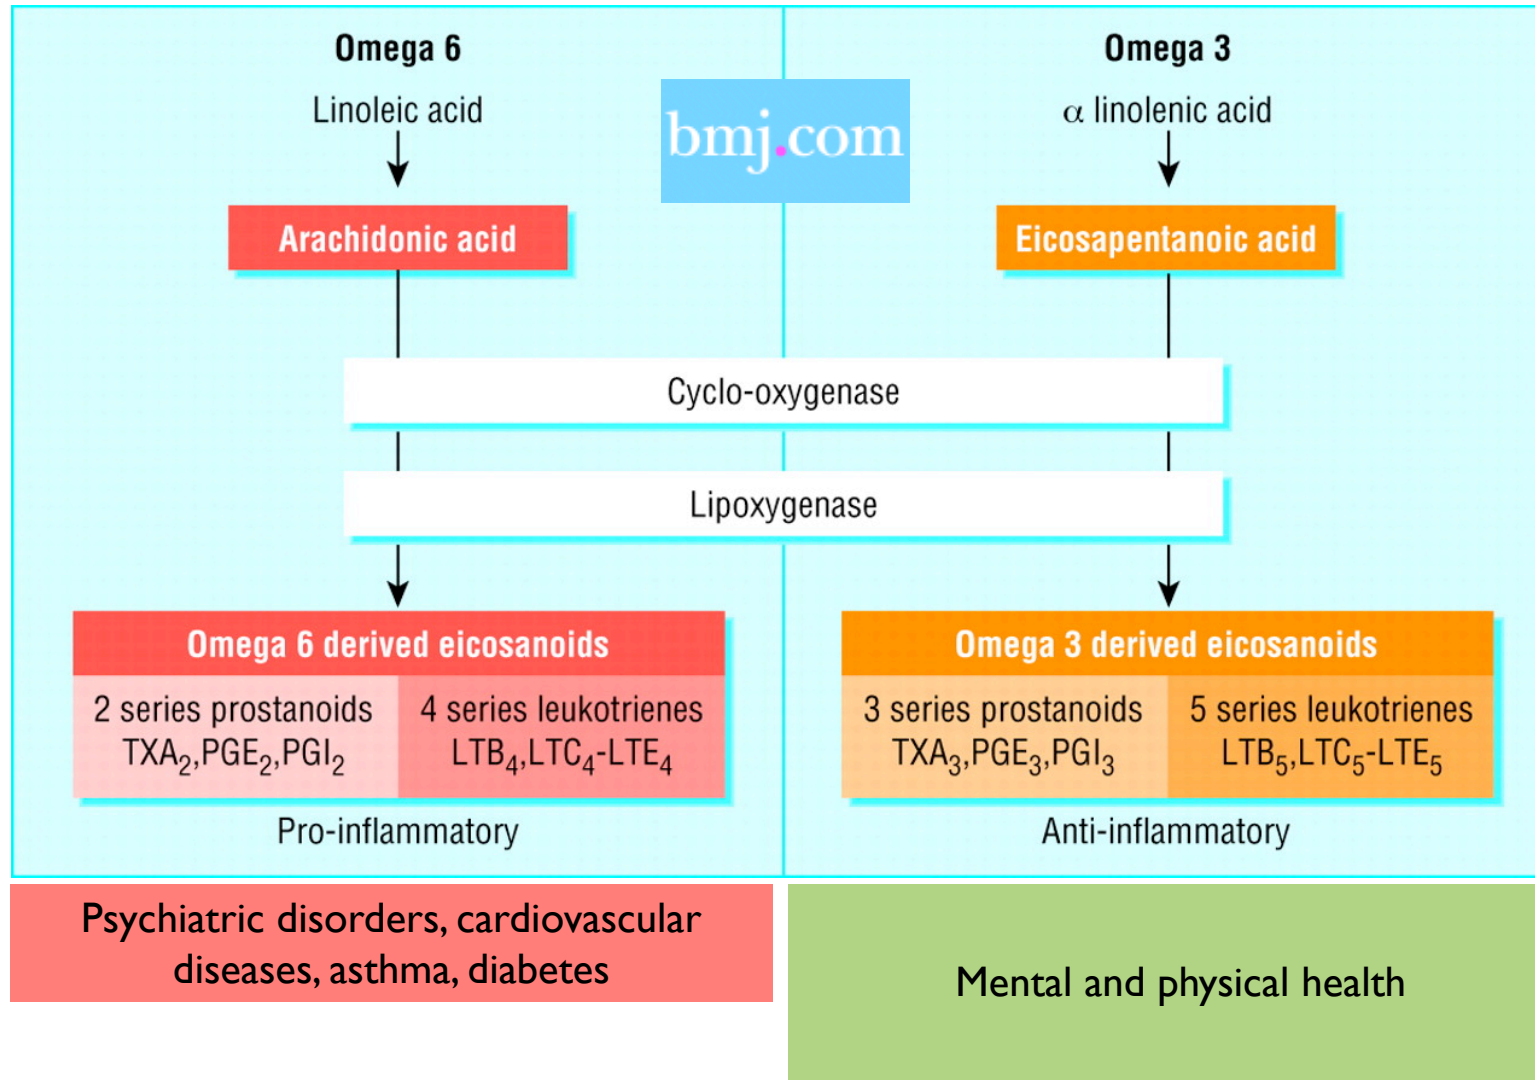 Omega 6
Linoleic acid
Arachidonic acid
Omega 3
α linolenic acid
Eicosapentanoic acid
bmj.com
Cyclo-oxygenase
Lipoxygenase
Omega 6 derived eicosanoids
2 series prostanoids
TXA₂,PGE₂,PGI₂
4 series leukotrienes
LTB₄,LTC₄-LTE₄
Pro-inflammatory
Omega 3 derived eicosanoids
3 series prostanoids
TXA₃,PGE₃,PGI₃
5 series leukotrienes
LTB₅,LTC₅-LTE₅
Anti-inflammatory
Psychiatric disorders, cardiovascular
diseases, asthma, diabetes
Mental and physical health